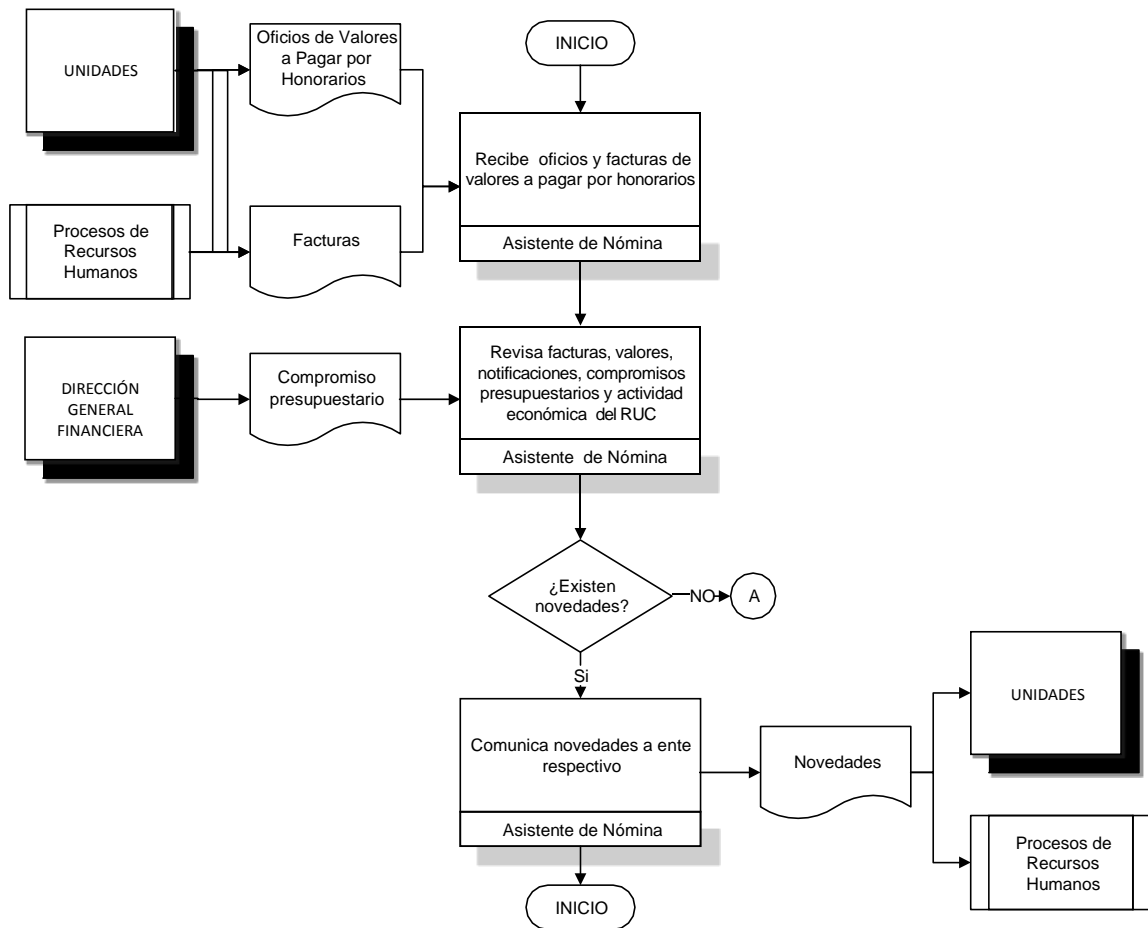 UNIDADES
Oficios de Valores
a Pagar por
Honorarios
INICIO
Recibe oficios y facturas de
valores a pagar por honorarios
Asistente de Nómina
Procesos de
Recursos
Humanos
Facturas
DIRECCIÓN
GENERAL
FINANCIERA
Compromiso
presupuestario
Revisa facturas, valores,
notificaciones, compromisos
presupuestarios y actividad
económica del RUC
Asistente de Nómina
¿Existen
novedades?
NO
A
Si
Comunica novedades a ente
respectivo
Asistente de Nómina
Novedades
UNIDADES
Procesos de
Recursos
Humanos
INICIO